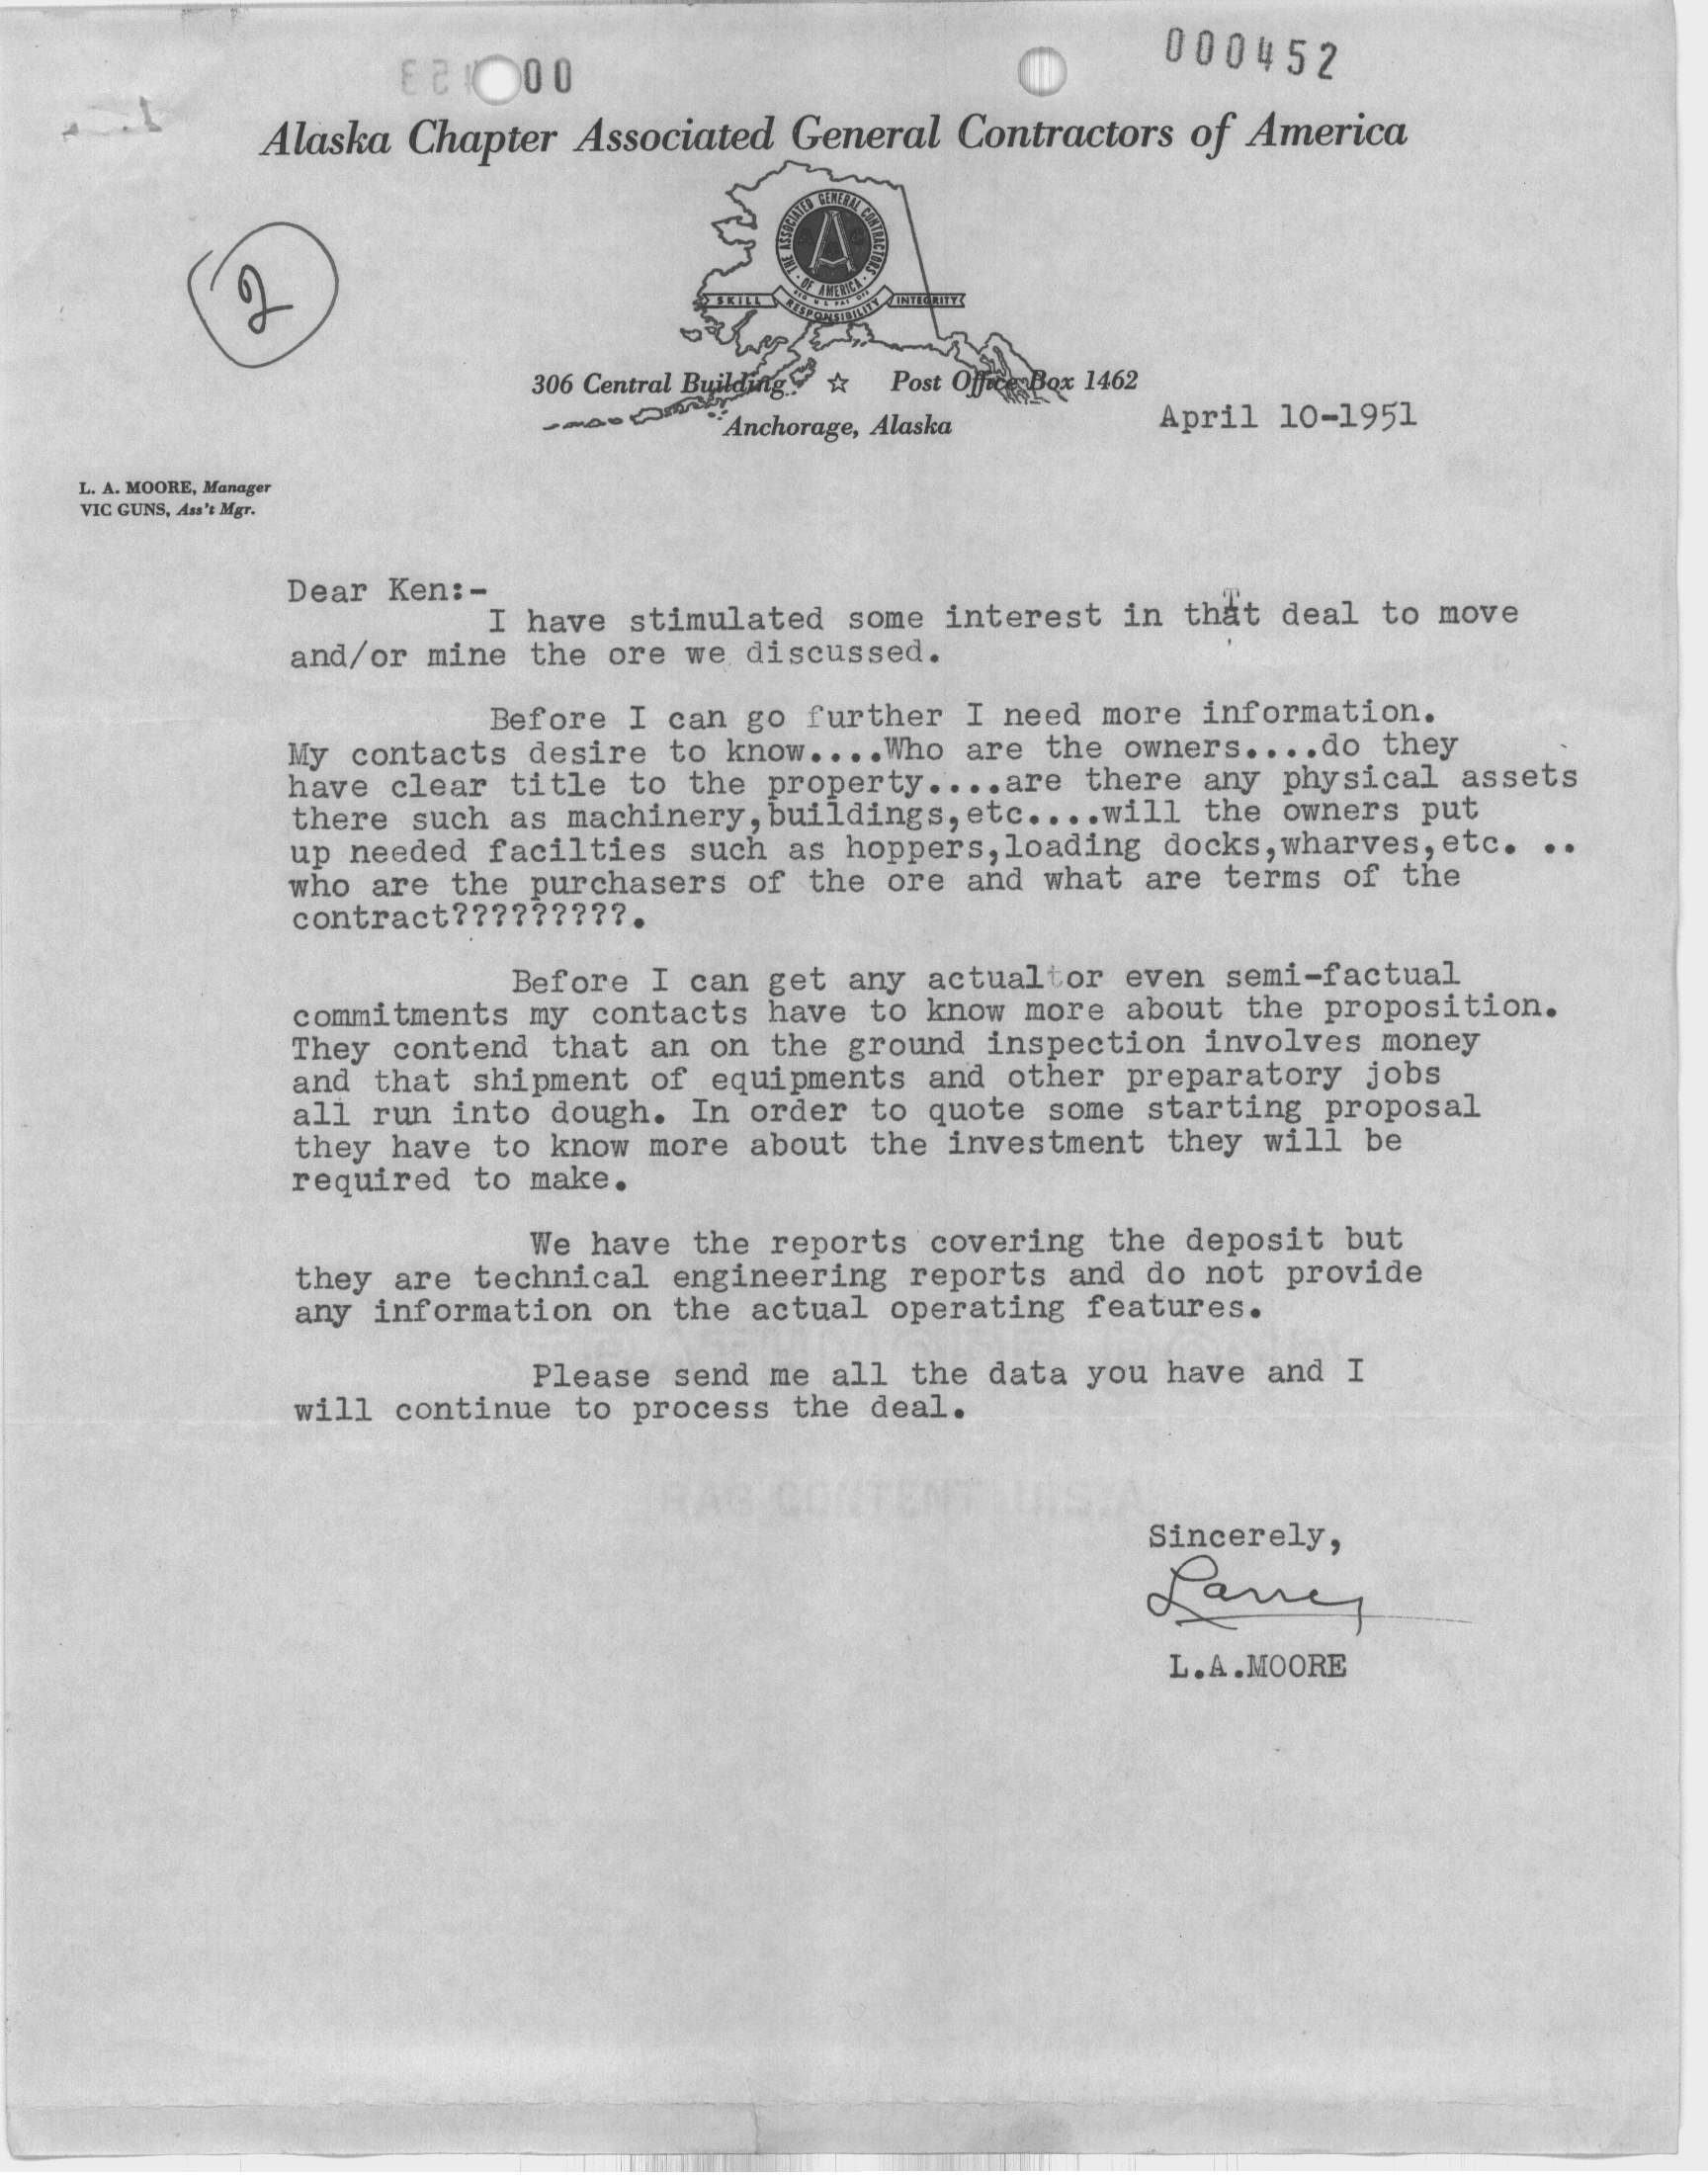 000452
00
Alaska Chapter Associated General Contractors of America
THE ASSOCIATED GENERAL CONTRACTORS
OF AMERICA
SKILL RESPONSIBILITY INTEGRITY
2
306 Central Building ☆ Post Office Box 1462
Anchorage, Alaska
April 10-1951
L. A. MOORE, Manager
VIC GUNS, Ass't Mgr.
Dear Ken:-
I have stimulated some interest in that deal to move
and/or mine the ore we discussed.
Before I can go further I need more information.
My contacts desire to know....Who are the owners....do they
have clear title to the property....are there any physical assets
there such as machinery,buildings,etc....will the owners put
up needed facilties such as hoppers,loading docks,wharves,etc. ..
who are the purchasers of the ore and what are terms of the
contract?????????.
Before I can get any actual or even semi-factual
commitments my contacts have to know more about the proposition.
They contend that an on the ground inspection involves money
and that shipment of equipments and other preparatory jobs
all run into dough. In order to quote some starting proposal
they have to know more about the investment they will be
required to make.
We have the reports covering the deposit but
they are technical engineering reports and do not provide
any information on the actual operating features.
Please send me all the data you have and I
will continue to process the deal.
RAG CONTENT U.S.A.
Sincerely,
Larry
L.A.MOORE